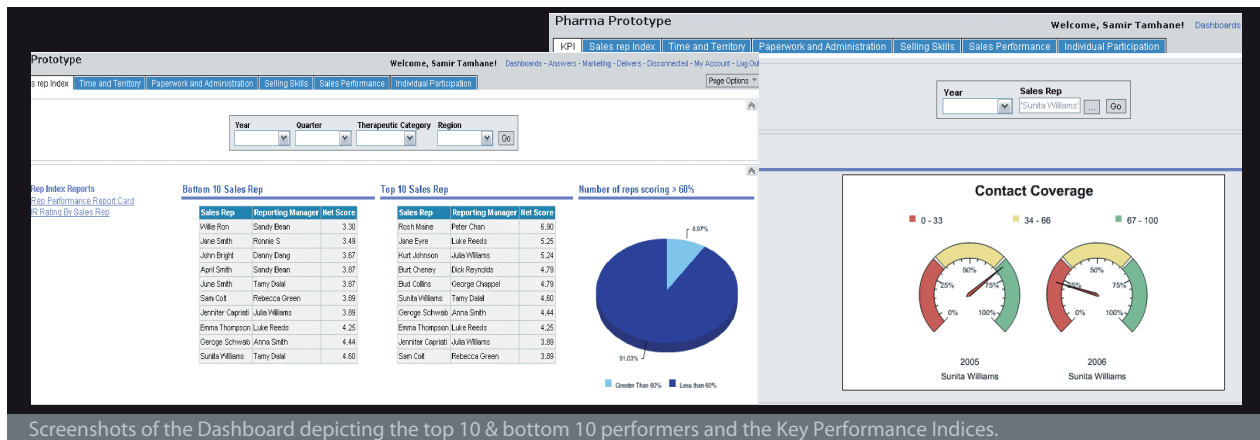 Pharma Prototype
Welcome, Samir Tamhane! Dashboards
KPI Sales rep Index Time and Territory Paperwork and Administration Selling Skills Sales Performance Individual Participation
Prototype
Welcome, Samir Tamhane! Dashboards - Answers - Marketing - Delivers - Disconnected - My Account - Log Out
s rep Index Time and Territory Paperwork and Administration Selling Skills Sales Performance Individual Participation
Page Options
Year Quarter Therapeutic Category Region
Go
Rep Index Reports
Rep Performance Report Card
IR Rating By Sales Rep
Bottom 10 Sales Rep
Sales Rep Reporting Manager Net Score
Willie Ron Sandy Bean 3.30
Jane Smith Ronnie S 3.49
John Bright Danny Dang 3.67
April Smith Sandy Bean 3.87
June Smith Tamy Dalal 3.87
Sam Colt Rebecca Green 3.89
Jennifer Capriati Julia Williams 3.89
Emma Thompson Luke Reeds 4.25
Geroge Schwab Anna Smith 4.44
Sunita Williams Tamy Dalal 4.60
Top 10 Sales Rep
Sales Rep Reporting Manager Net Score
Rosh Maine Peter Chan 6.90
Jane Eyre Luke Reeds 5.25
Kurt Johnson Julia Williams 5.24
Burt Cheney Dick Reynolds 4.79
Bud Collins George Chappel 4.79
Sunita Williams Tamy Dalal 4.60
Geroge Schwab Anna Smith 4.44
Emma Thompson Luke Reeds 4.25
Jennifer Capriati Julia Williams 3.89
Sam Colt Rebecca Green 3.89
Number of reps scoring > 60%
8.97%
91.03%
Greater Than 60% Less than 60%
Year Sales Rep
'Sunita Williams' ... Go
Contact Coverage
0 - 33 34 - 66 67 - 100
50% 50%
25% 75% 25% 75%
0% 100% 0% 100%
2005 2006
Sunita Williams Sunita Williams
Screenshots of the Dashboard depicting the top 10 & bottom 10 performers and the Key Performance Indices.